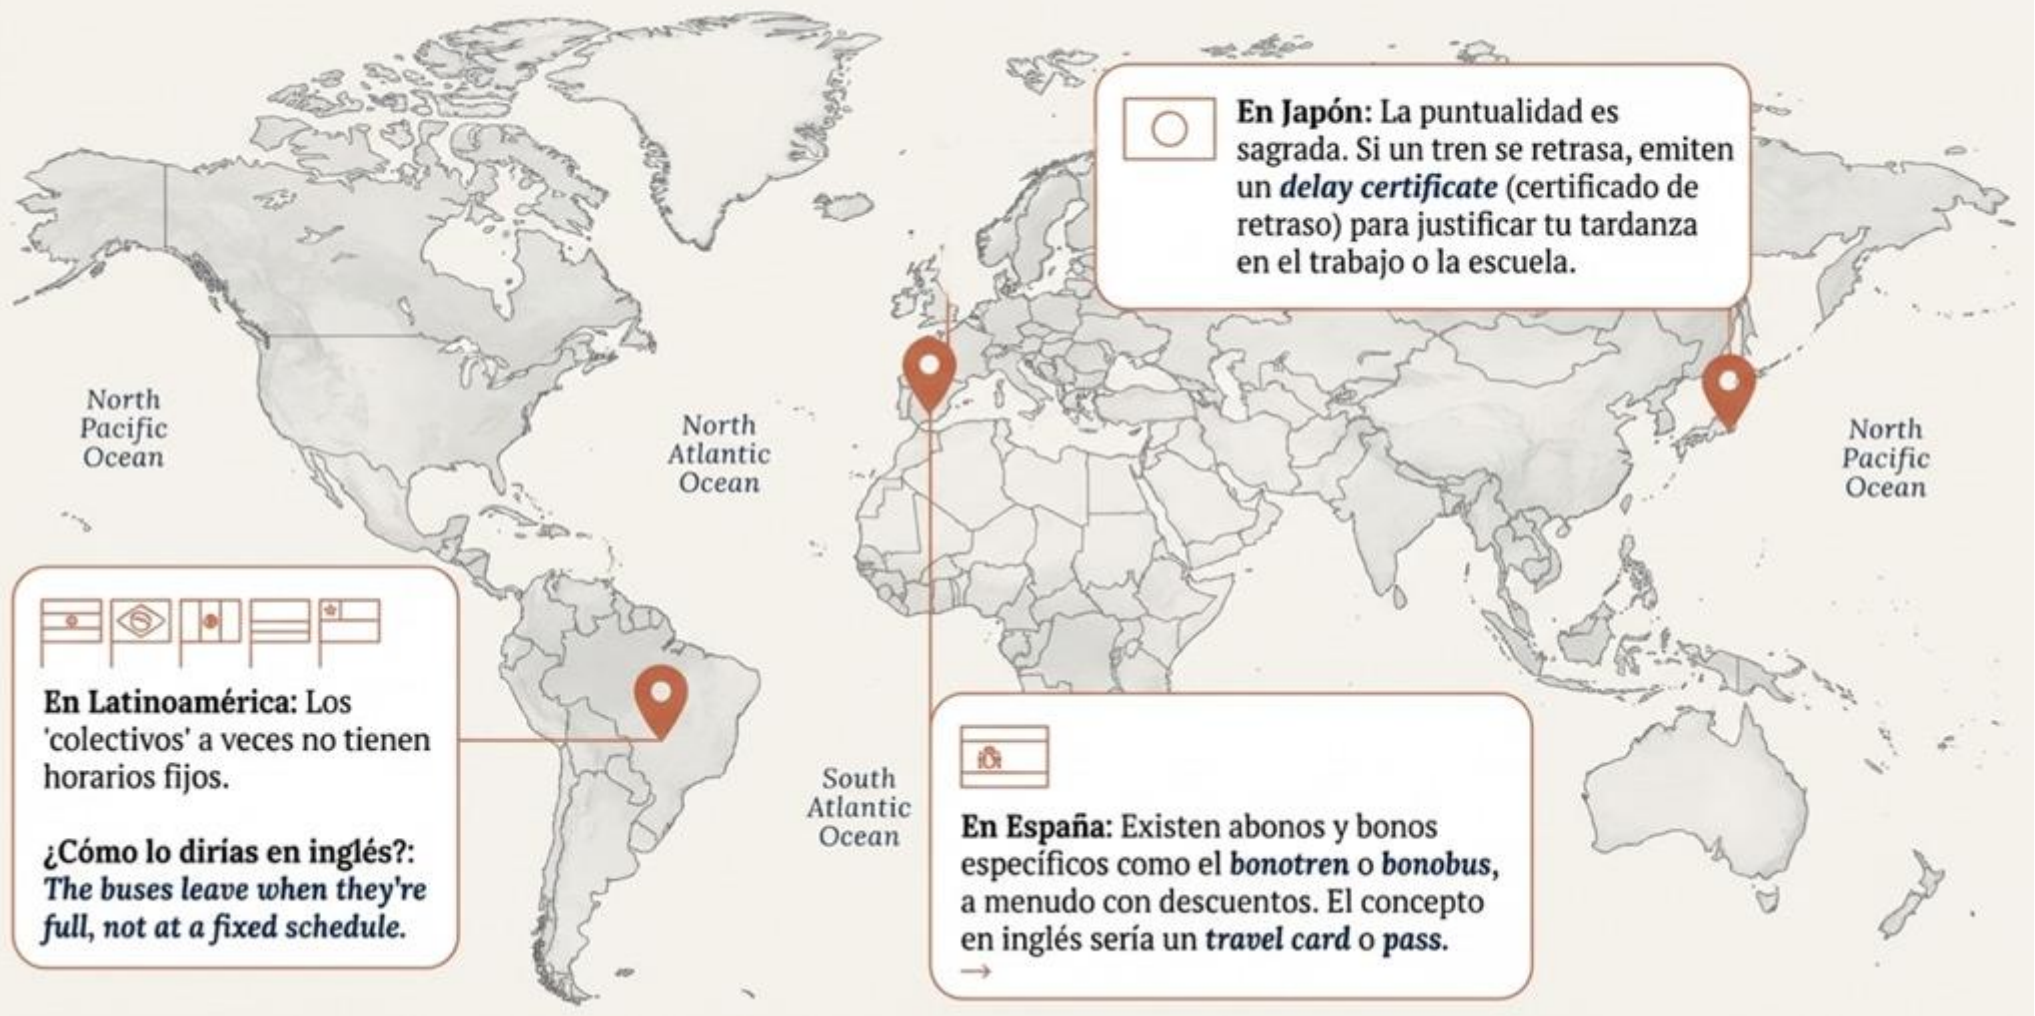 En Japón: La puntualidad es
sagrada. Si un tren se retrasa, emiten
un delay certificate (certificado de
retraso) para justificar tu tardanza
en el trabajo o la escuela.
North
Pacific
Ocean
North
Atlantic
Ocean
North
Pacific
Ocean
En Latinoamérica: Los
'colectivos' a veces no tienen
horarios fijos.
¿Cómo lo dirías en inglés?:
The buses leave when they're
full, not at a fixed schedule.
South
Atlantic
Ocean
En España: Existen abonos y bonos
específicos como el bonotren o bonobus,
a menudo con descuentos. El concepto
en inglés sería un travel card o pass.
→